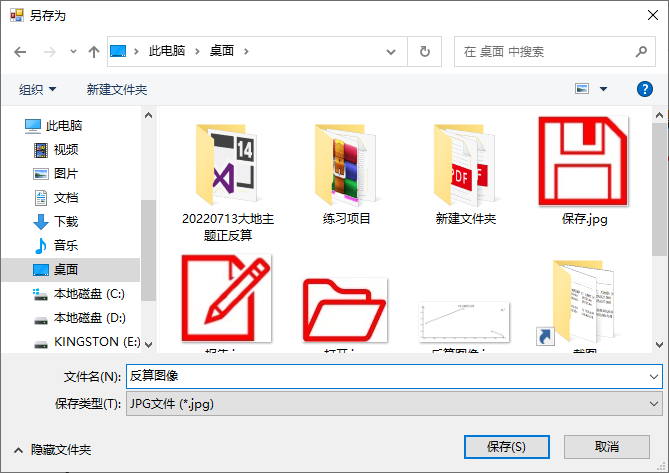 另存为
此电脑 桌面
在 桌面 中搜索
组织 新建文件夹
此电脑
视频
图片
文档
下载
音乐
桌面
本地磁盘 (C:)
本地磁盘 (D:)
KINGSTON (E:)
14
PDF
20220713大地主
题正反算
练习项目
新建文件夹
保存.jpg
文件名(N): 反算图像
保存类型(T): JPG文件 (*.jpg)
隐藏文件夹
保存(S)
取消